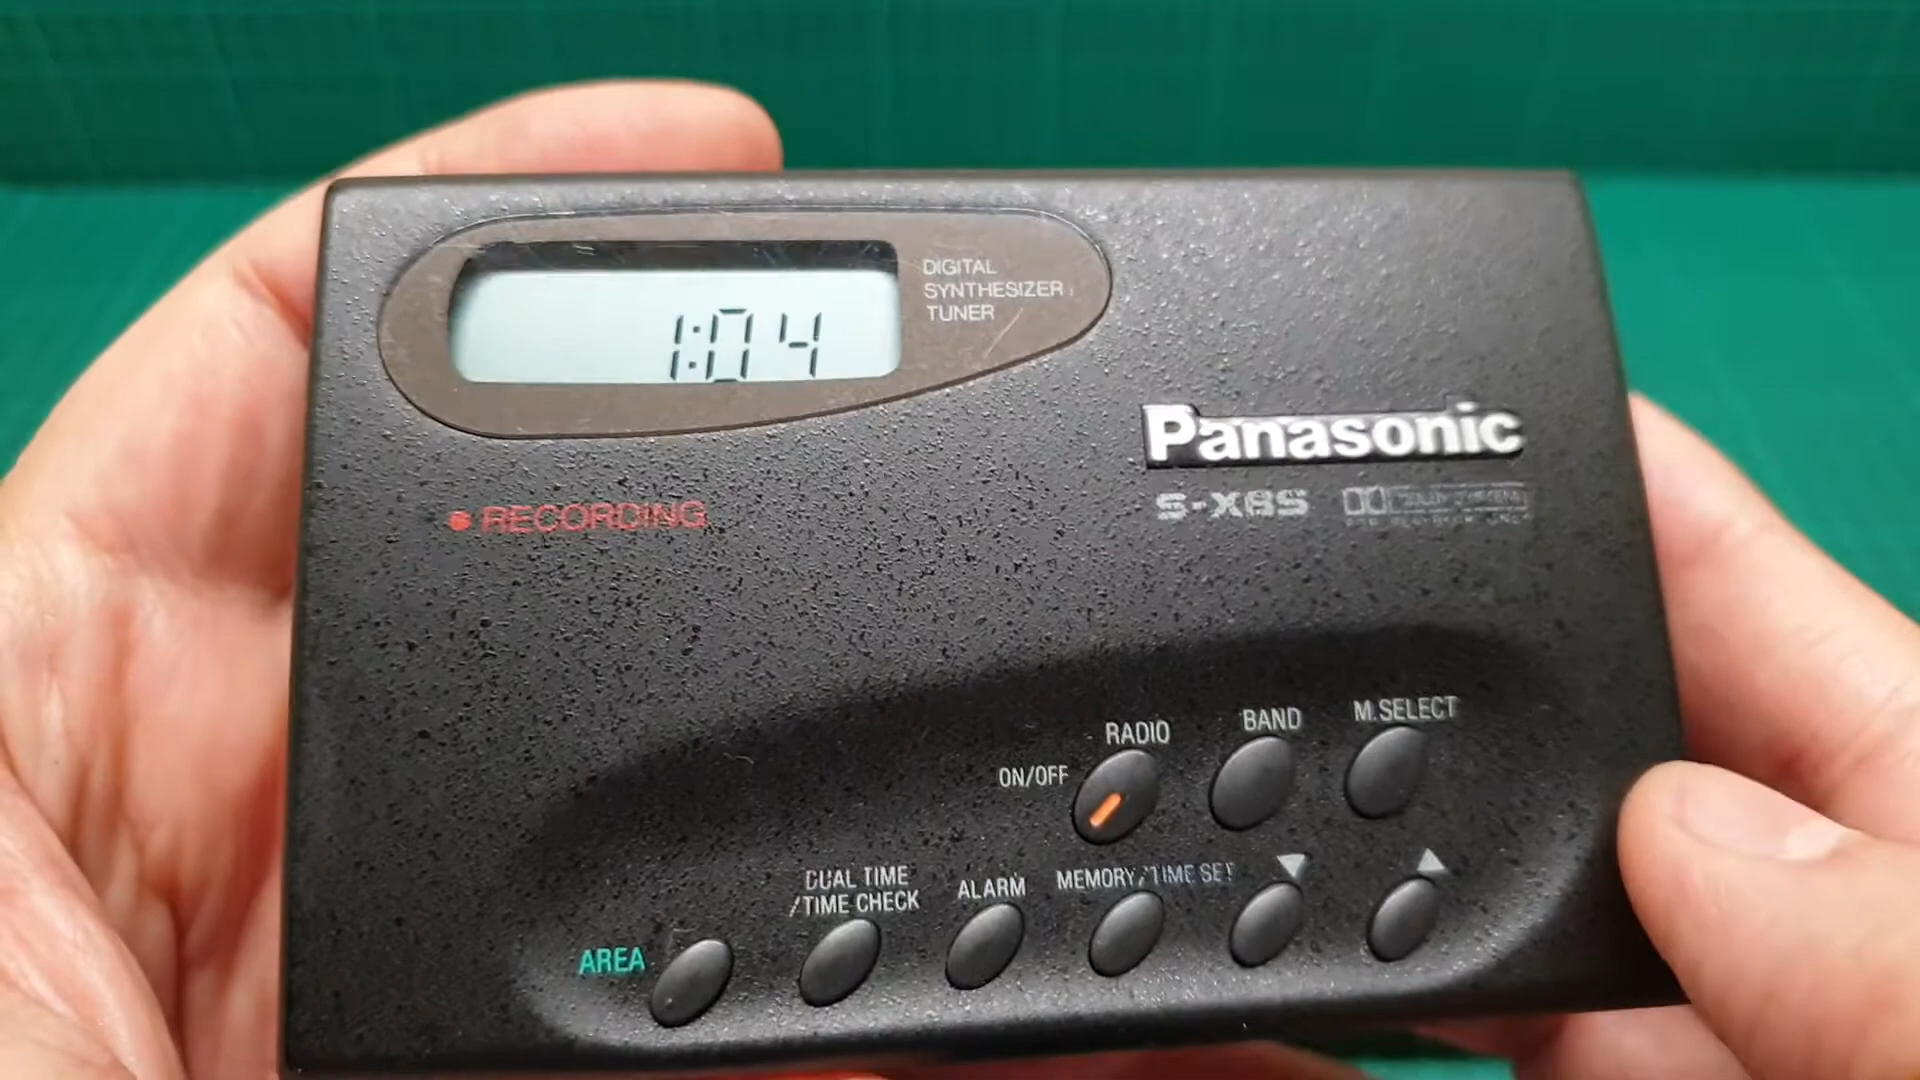 1:04
DIGITAL
SYNTHESIZER
TUNER
Panasonic
S-XBS
● RECORDING
RADIO
BAND
M.SELECT
ON/OFF
DUAL TIME
/TIME CHECK
ALARM
MEMORY/TIME SET
▼
▲
AREA